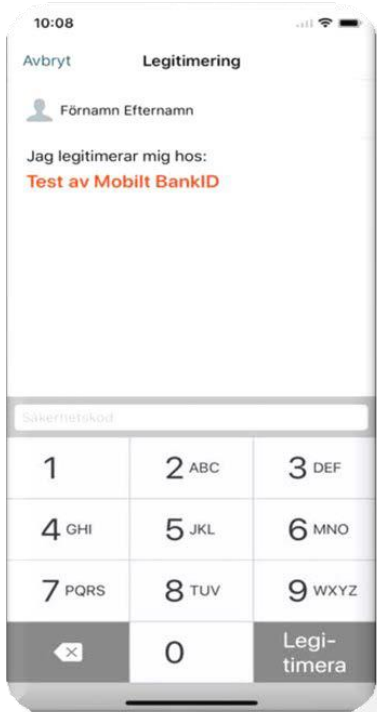 10:08
Avbryt Legitimering
Förnamn Efternamn
Jag legitimerar mig hos:
Test av Mobilt BankID
Säkerhetskod
1 2 ABC 3 DEF
4 GHI 5 JKL 6 MNO
7 PQRS 8 TUV 9 WXYZ
0 Legi-
timera